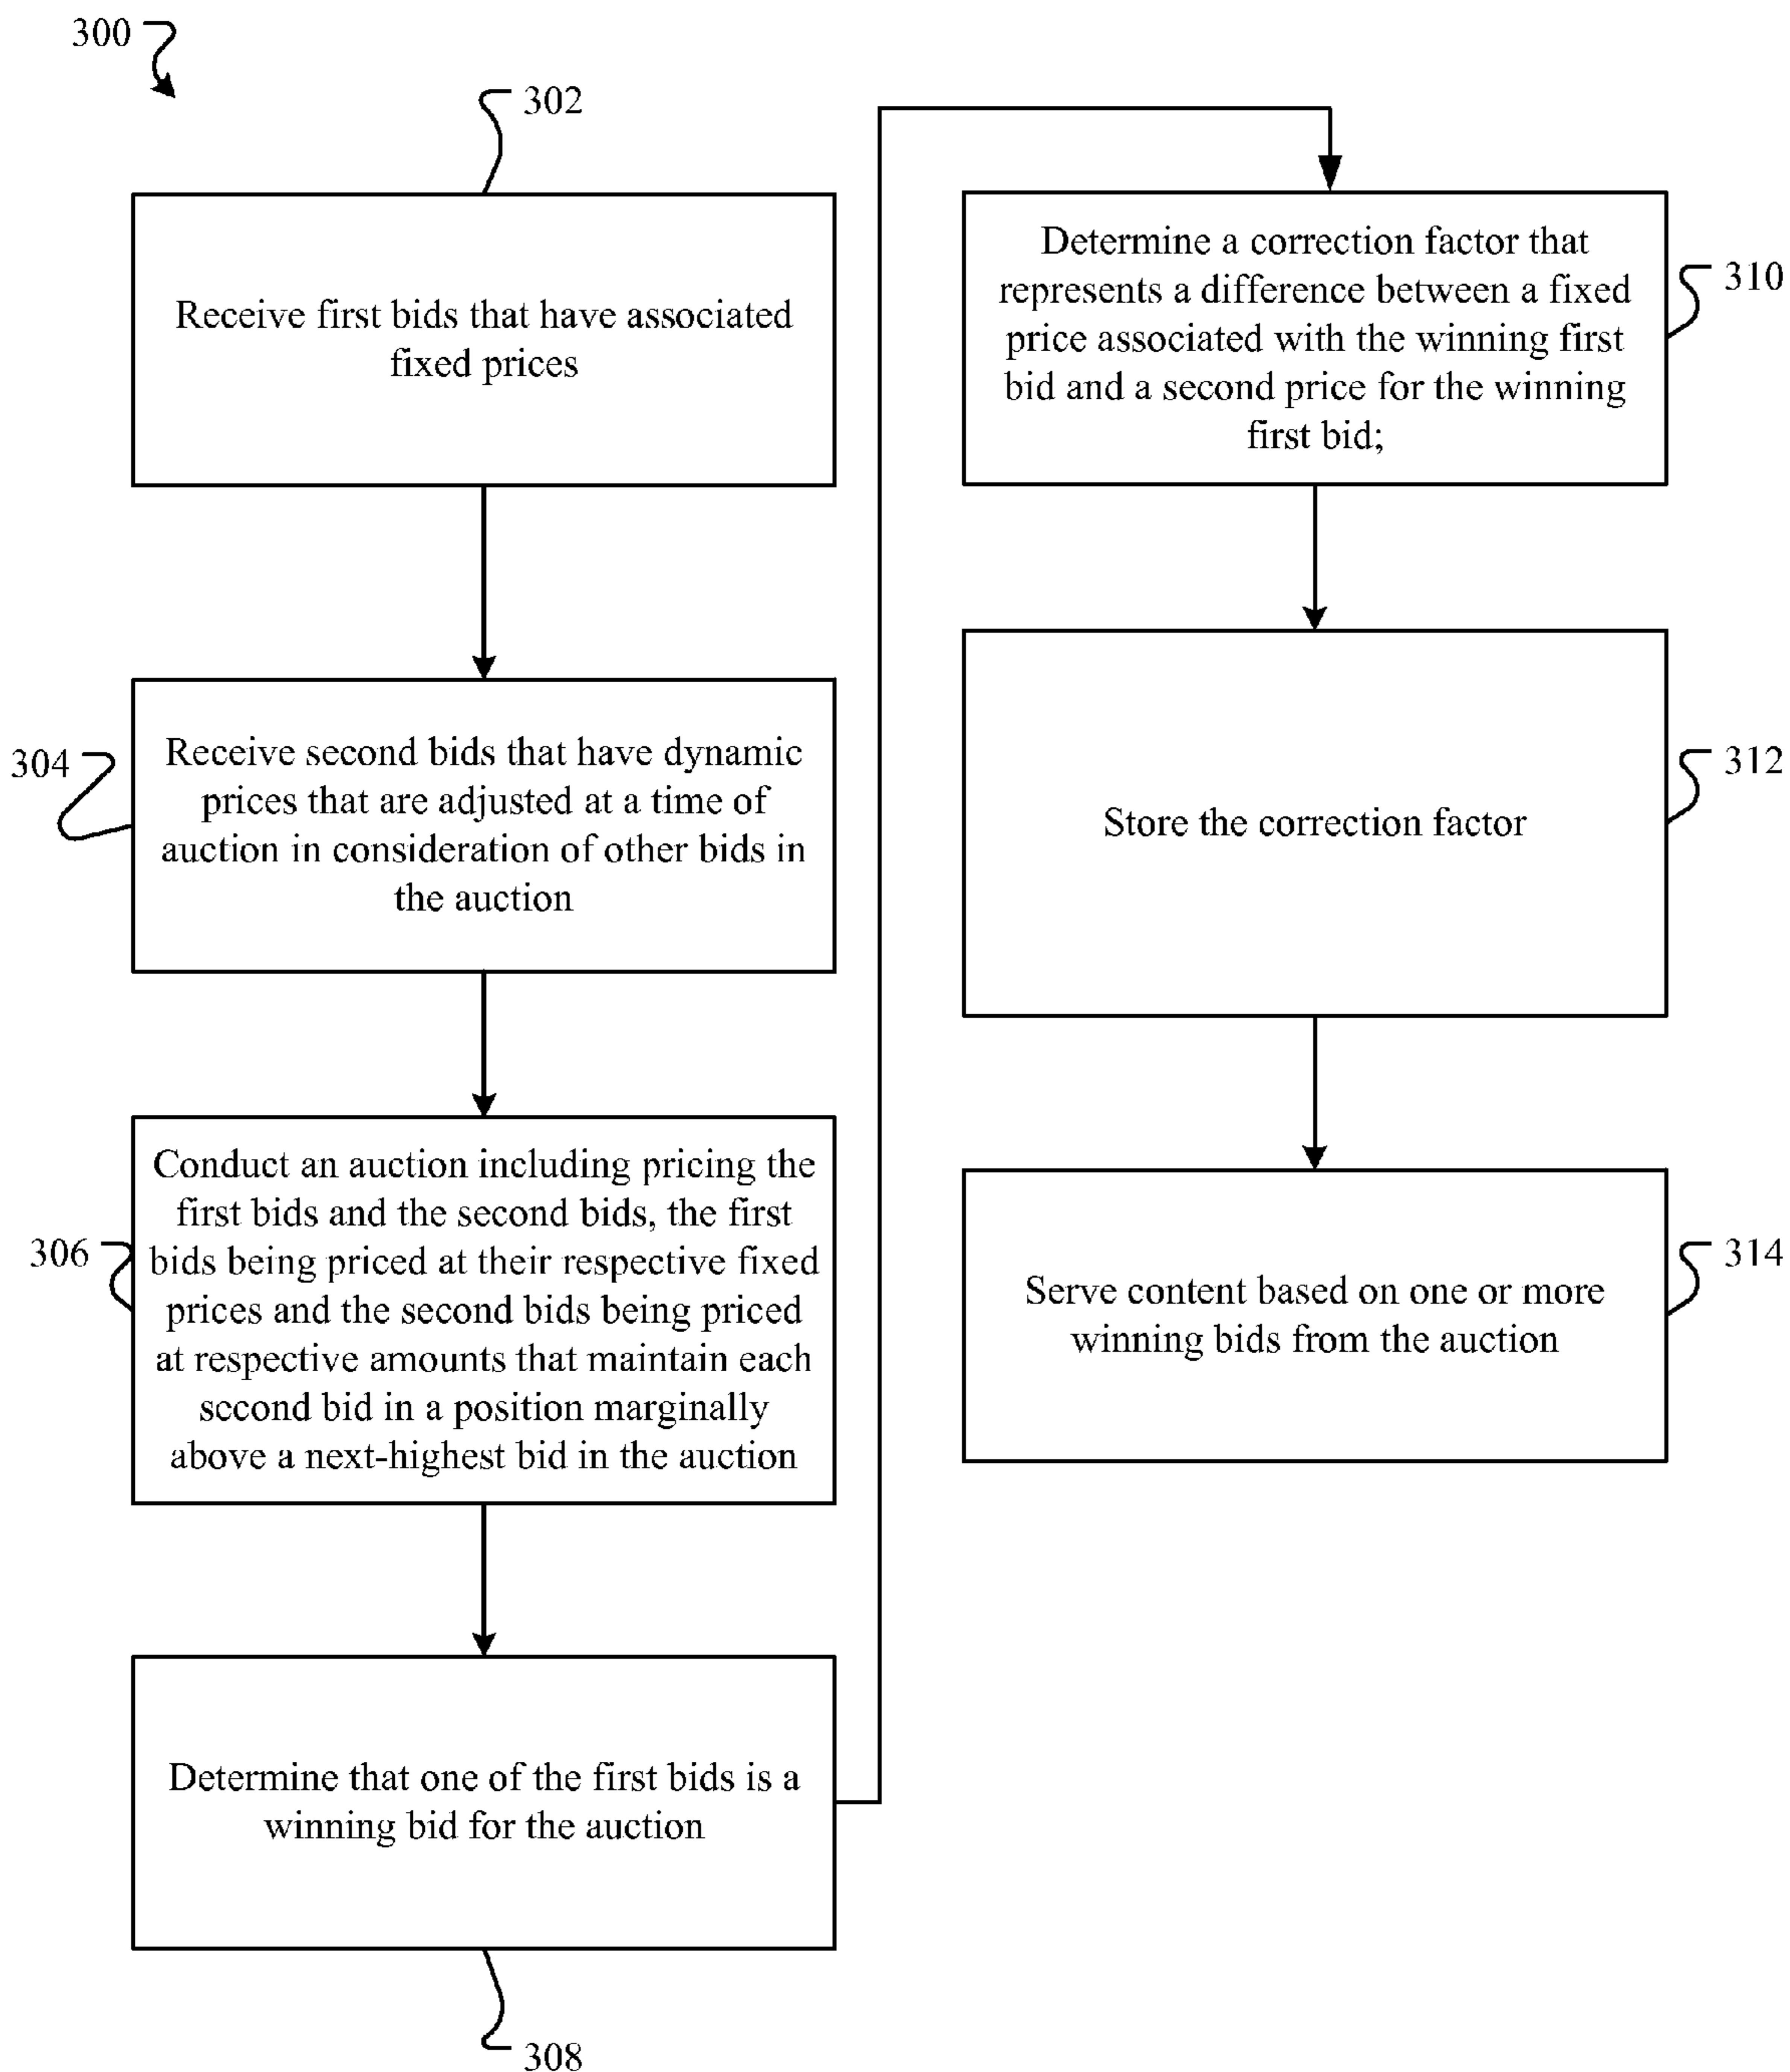 300
302
Receive first bids that have associated
fixed prices
304
Receive second bids that have dynamic
prices that are adjusted at a time of
auction in consideration of other bids in
the auction
306
Conduct an auction including pricing the
first bids and the second bids, the first
bids being priced at their respective fixed
prices and the second bids being priced
at respective amounts that maintain each
second bid in a position marginally
above a next-highest bid in the auction
Determine that one of the first bids is a
winning bid for the auction
308
Determine a correction factor that
represents a difference between a fixed
price associated with the winning first
bid and a second price for the winning
first bid;
310
Store the correction factor
312
Serve content based on one or more
winning bids from the auction
314